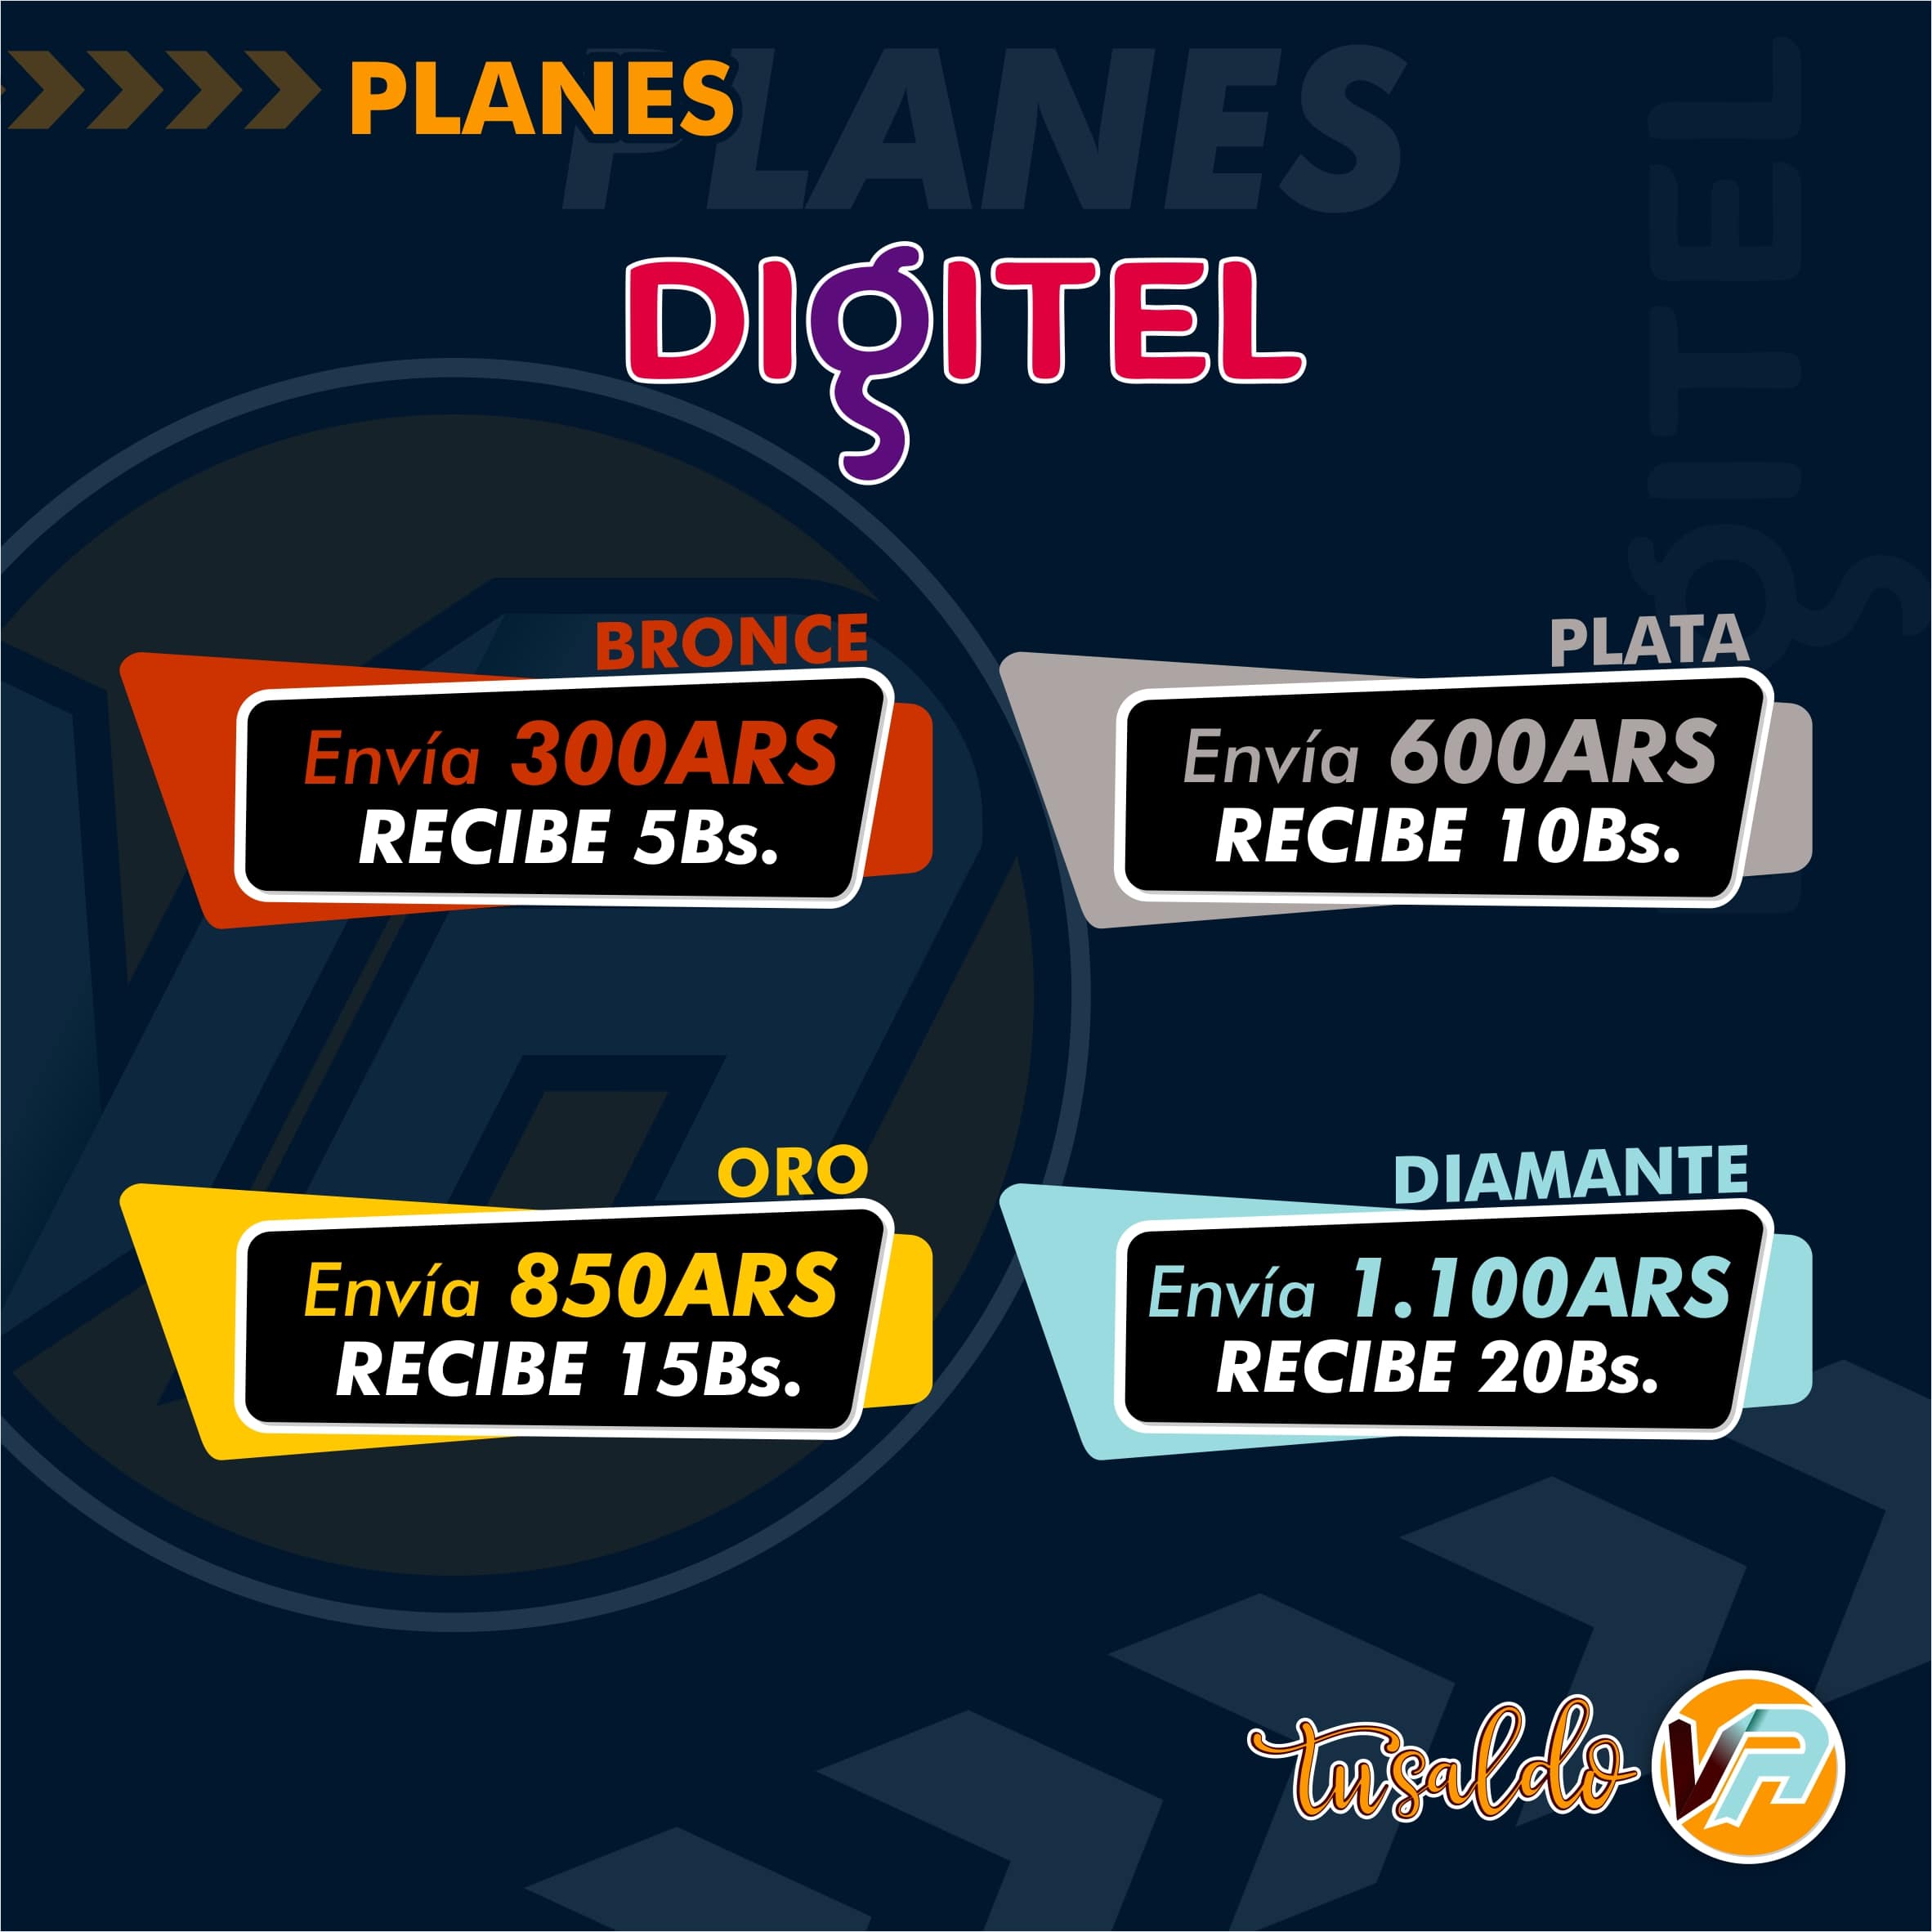 PLANES
PLANES
DIGITEL
DIGITEL
BRONCE
Envía 300ARS
RECIBE 5Bs.
PLATA
Envía 600ARS
RECIBE 10Bs.
ORO
Envía 850ARS
RECIBE 15Bs.
DIAMANTE
Envía 1.100ARS
RECIBE 20Bs.
tusaldo
VP